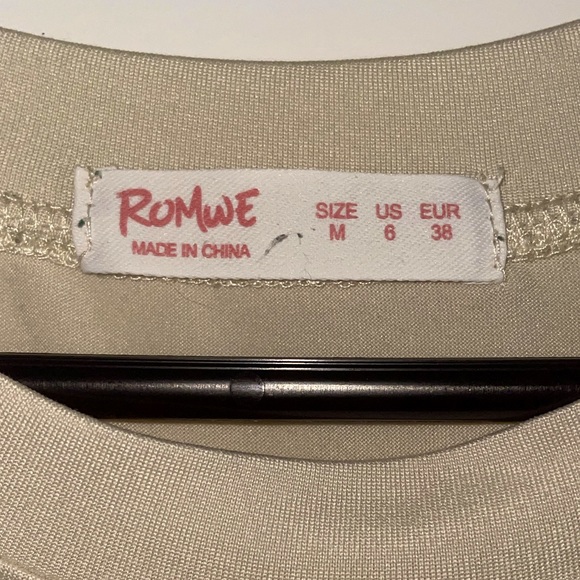 ROMWE
MADE IN CHINA
SIZE US EUR
M 6 38